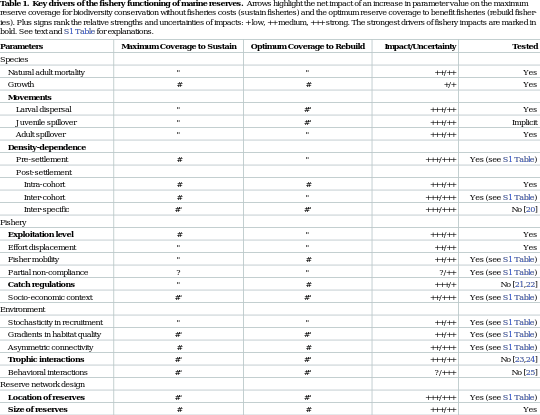 Table 1. Key drivers of the fishery functioning of marine reserves. Arrows highlight the net impact of an increase in parameter value on the maximum
reserve coverage for biodiversity conservation without fisheries costs (sustain fisheries) and the optimum reserve coverage to benefit fisheries (rebuild fisher-
ies). Plus signs rank the relative strengths and uncertainties of impacts: + low, ++ medium, +++ strong. The strongest drivers of fishery impacts are marked in
bold. See text and S1 Table for explanations.
Parameters Maximum Coverage to Sustain Optimum Coverage to Rebuild Impact/Uncertainty Tested
Species
Natural adult mortality " " ++/++ Yes
Growth # # +/+ Yes
Movements
Larval dispersal " #" +++/++ Yes
Juvenile spillover " #" +++/++ Implicit
Adult spillover " " +++/++ Yes
Density-dependence
Pre-settlement # " +++/+++ Yes (see S1 Table)
Post-settlement
Intra-cohort # # +++/++ Yes
Inter-cohort # " +++/+++ Yes (see S1 Table)
Inter-specific #" #" +++/+++ No [20]
Fishery
Exploitation level # " +++/++ Yes
Effort displacement " " ++/++ Yes
Fisher mobility " # ++/++ Yes (see S1 Table)
Partial non-compliance ? " ?/++ Yes (see S1 Table)
Catch regulations " # +++/+ No [21,22]
Socio-economic context #" #" ++/+++ Yes (see S1 Table)
Environment
Stochasticity in recruitment " " ++/++ Yes (see S1 Table)
Gradients in habitat quality #" #" ++/++ Yes (see S1 Table)
Asymmetric connectivity # # ++/++ Yes (see S1 Table)
Trophic interactions #" #" +++/++ No [23,24]
Behavioral interactions #" #" ?/+++ No [25]
Reserve network design
Location of reserves #" #" +++/+++ Yes (see S1 Table)
Size of reserves # # +++/++ Yes